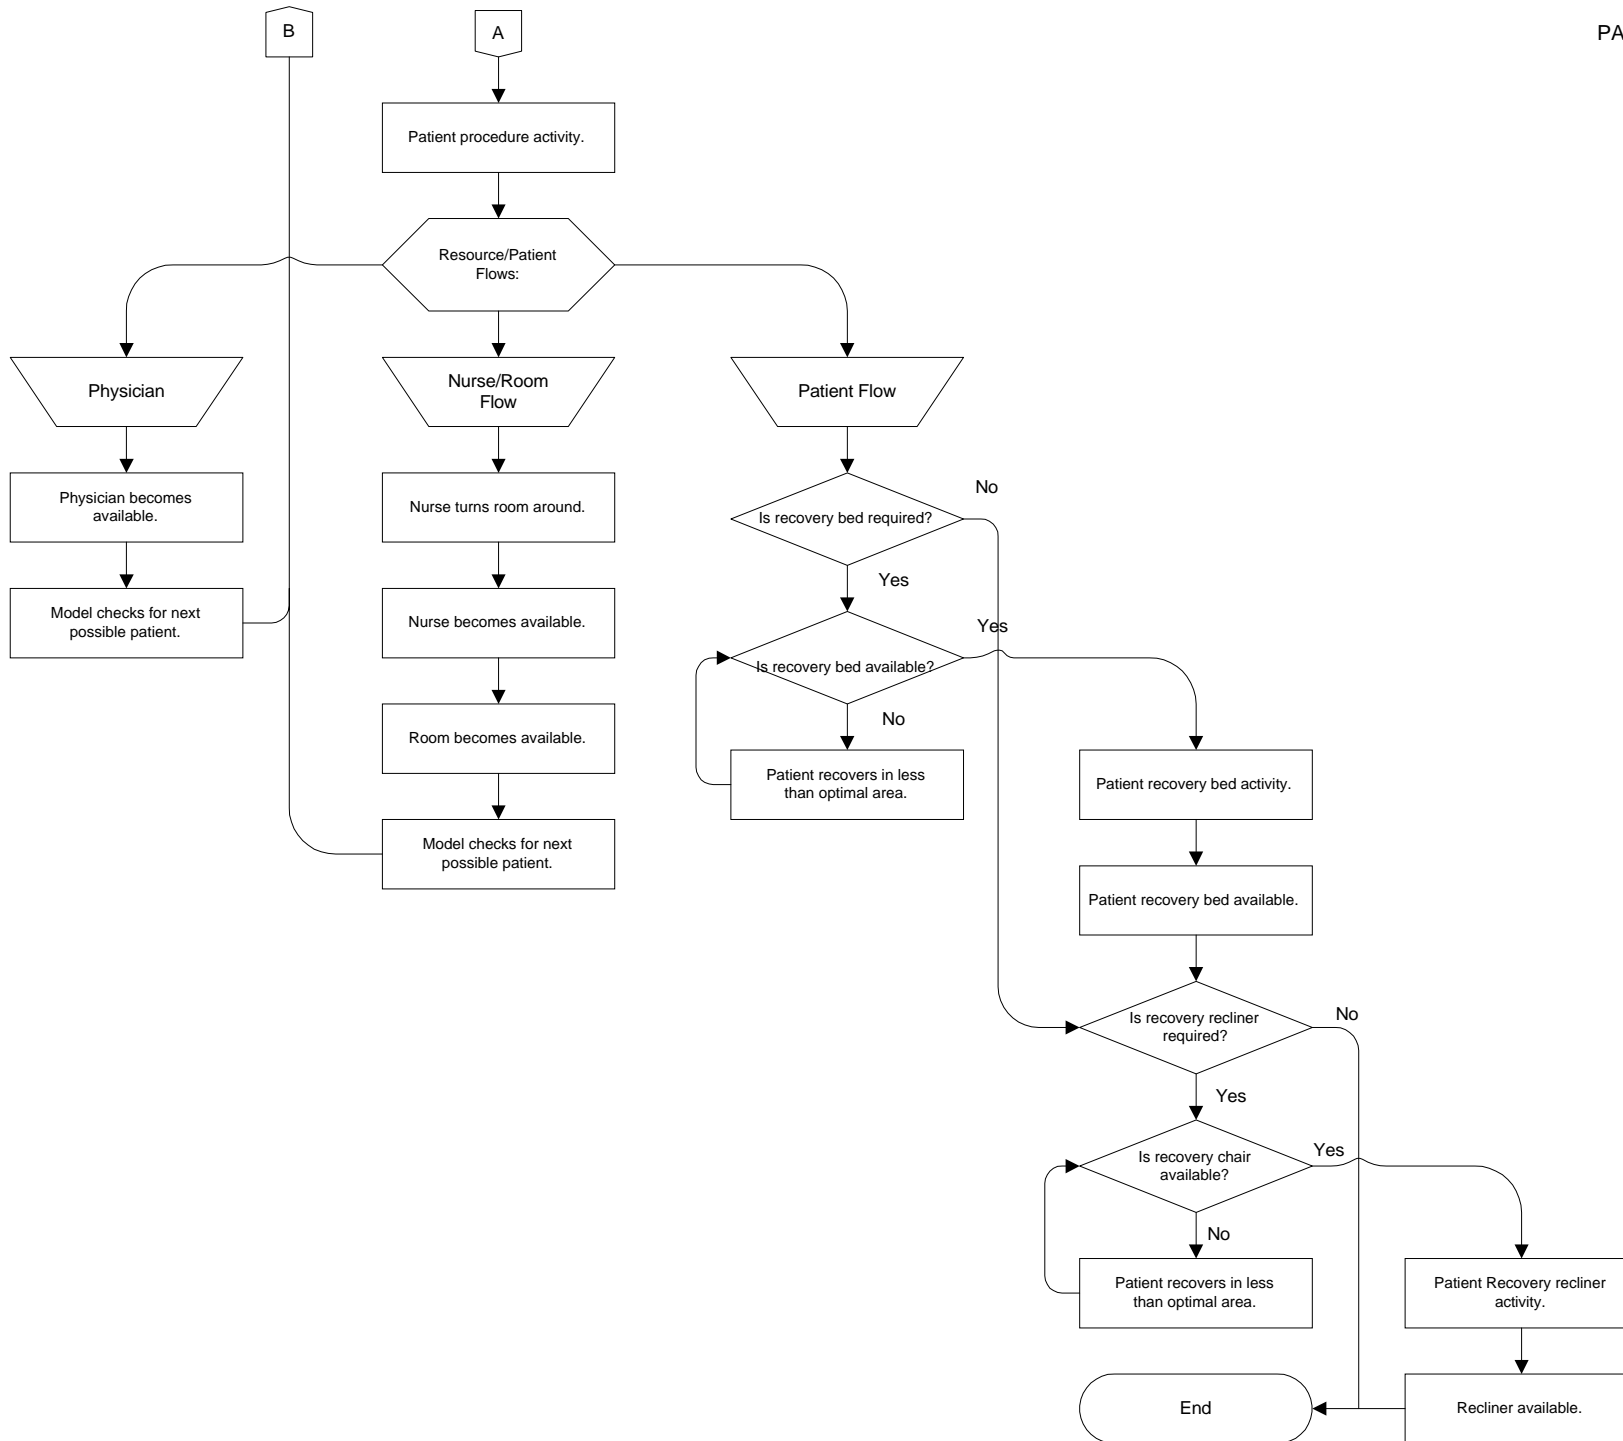 B
A
PA
Patient procedure activity.
Resource/Patient
Flows:
Physician
Nurse/Room
Flow
Patient Flow
Physician becomes
available.
Nurse turns room around.
Is recovery bed required?
No
Yes
Model checks for next
possible patient.
Nurse becomes available.
Is recovery bed available?
Yes
No
Room becomes available.
Patient recovers in less
than optimal area.
Patient recovery bed activity.
Model checks for next
possible patient.
Patient recovery bed available.
Is recovery recliner
required?
No
Yes
Is recovery chair
available?
Yes
No
Patient recovers in less
than optimal area.
Patient Recovery recliner
activity.
End
Recliner available.